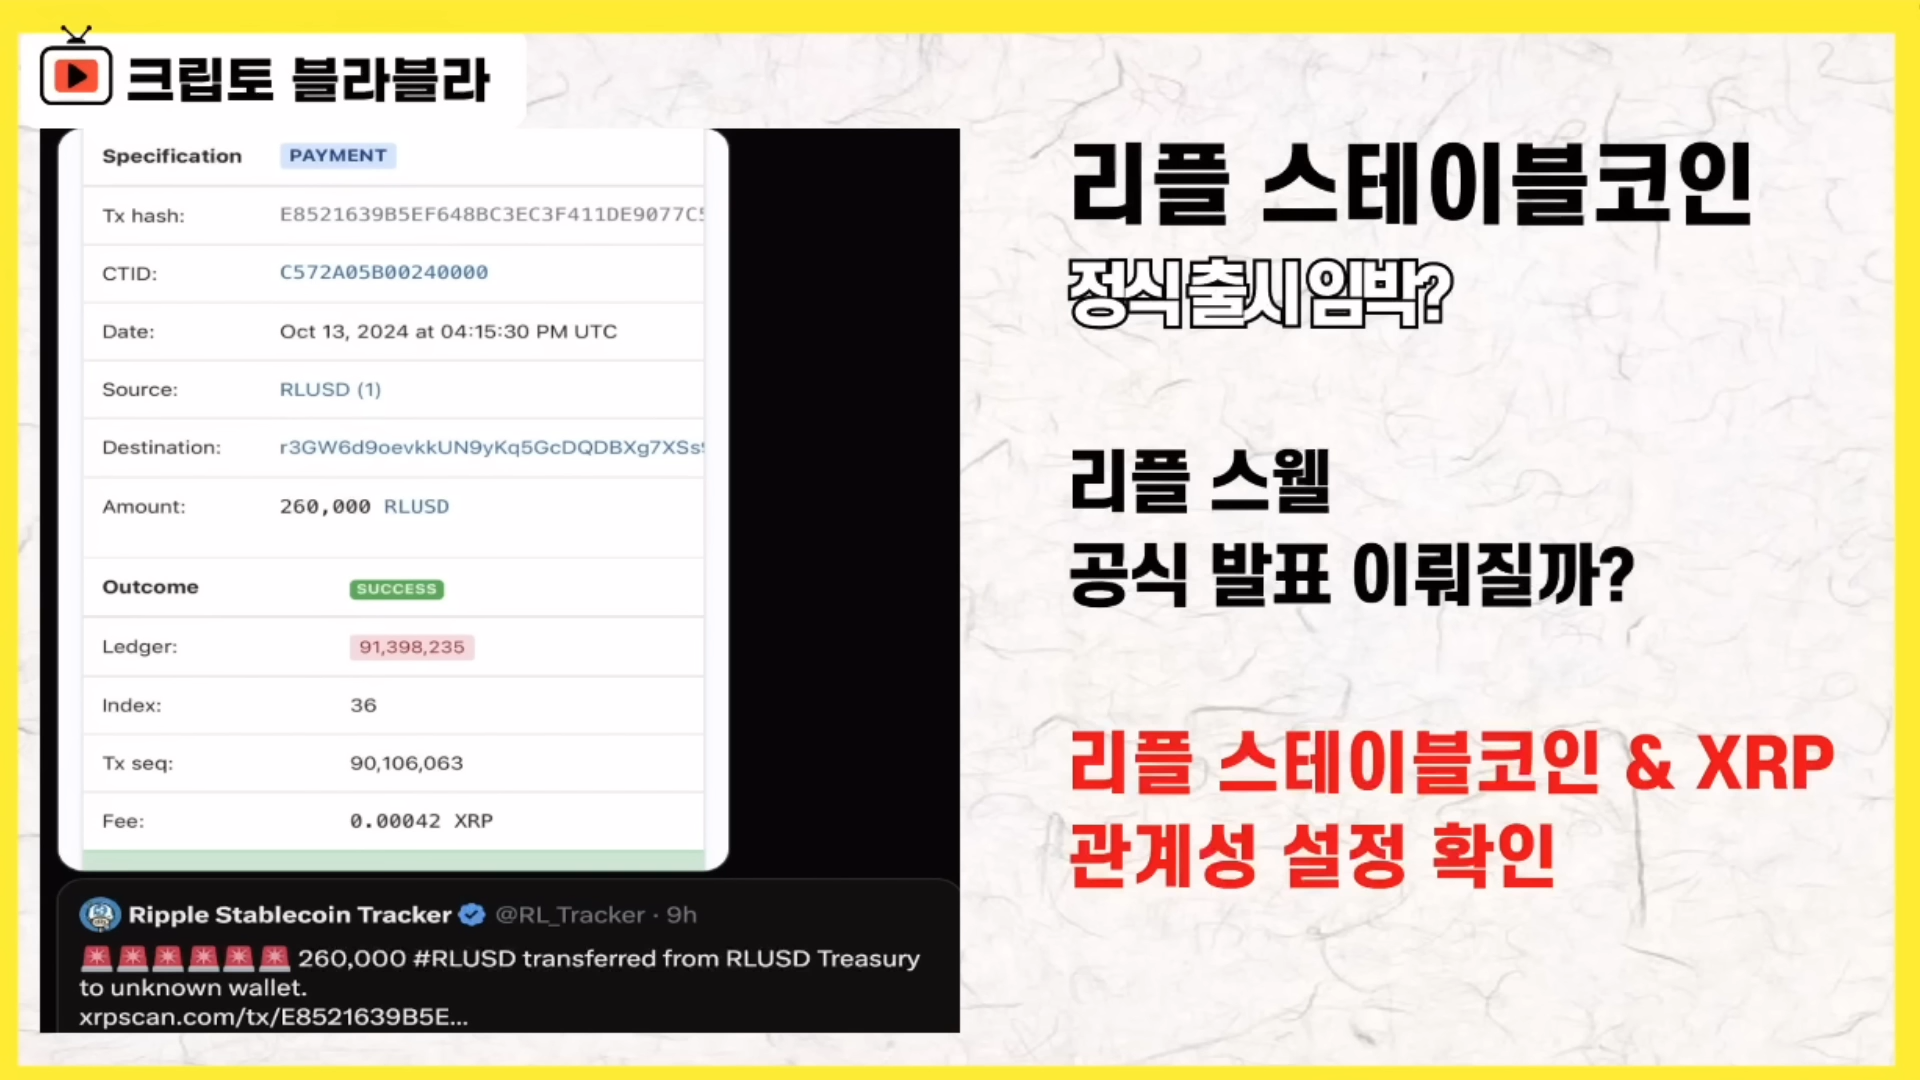 크립토 블라블라
Specification PAYMENT
Tx hash: E8521639B5EF648BC3EC3F411DE9077C5
CTID: C572A05B00240000
Date: Oct 13, 2024 at 04:15:30 PM UTC
Source: RLUSD (1)
Destination: r3GW6d9oevkkUN9yKq5GcDQDBXg7XSs
Amount: 260,000 RLUSD
Outcome SUCCESS
Ledger: 91,398,235
Index: 36
Tx seq: 90,106,063
Fee: 0.00042 XRP
Ripple Stablecoin Tracker @RL_Tracker · 9h
🚨🚨🚨🚨🚨🚨 260,000 #RLUSD transferred from RLUSD Treasury
to unknown wallet.
xrpscan.com/tx/E8521639B5E...
리플 스테이블코인
정식 출시 임박?
리플 스웰
공식 발표 이뤄질까?
리플 스테이블코인 & XRP
관계성 설정 확인